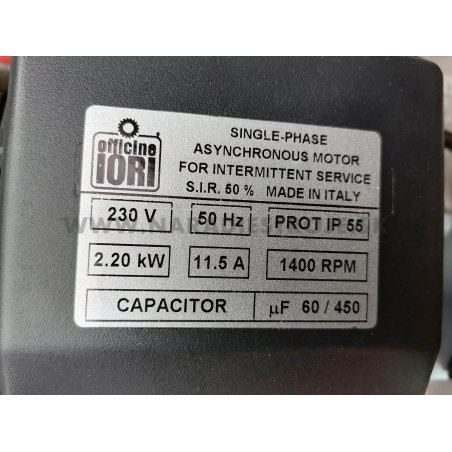 officine
IORI
SINGLE-PHASE
ASYNCHRONOUS MOTOR
FOR INTERMITTENT SERVICE
S.I.R. 50 % MADE IN ITALY
230 V 50 Hz PROT IP 55
2.20 kW 11.5 A 1400 RPM
CAPACITOR µF 60 / 450